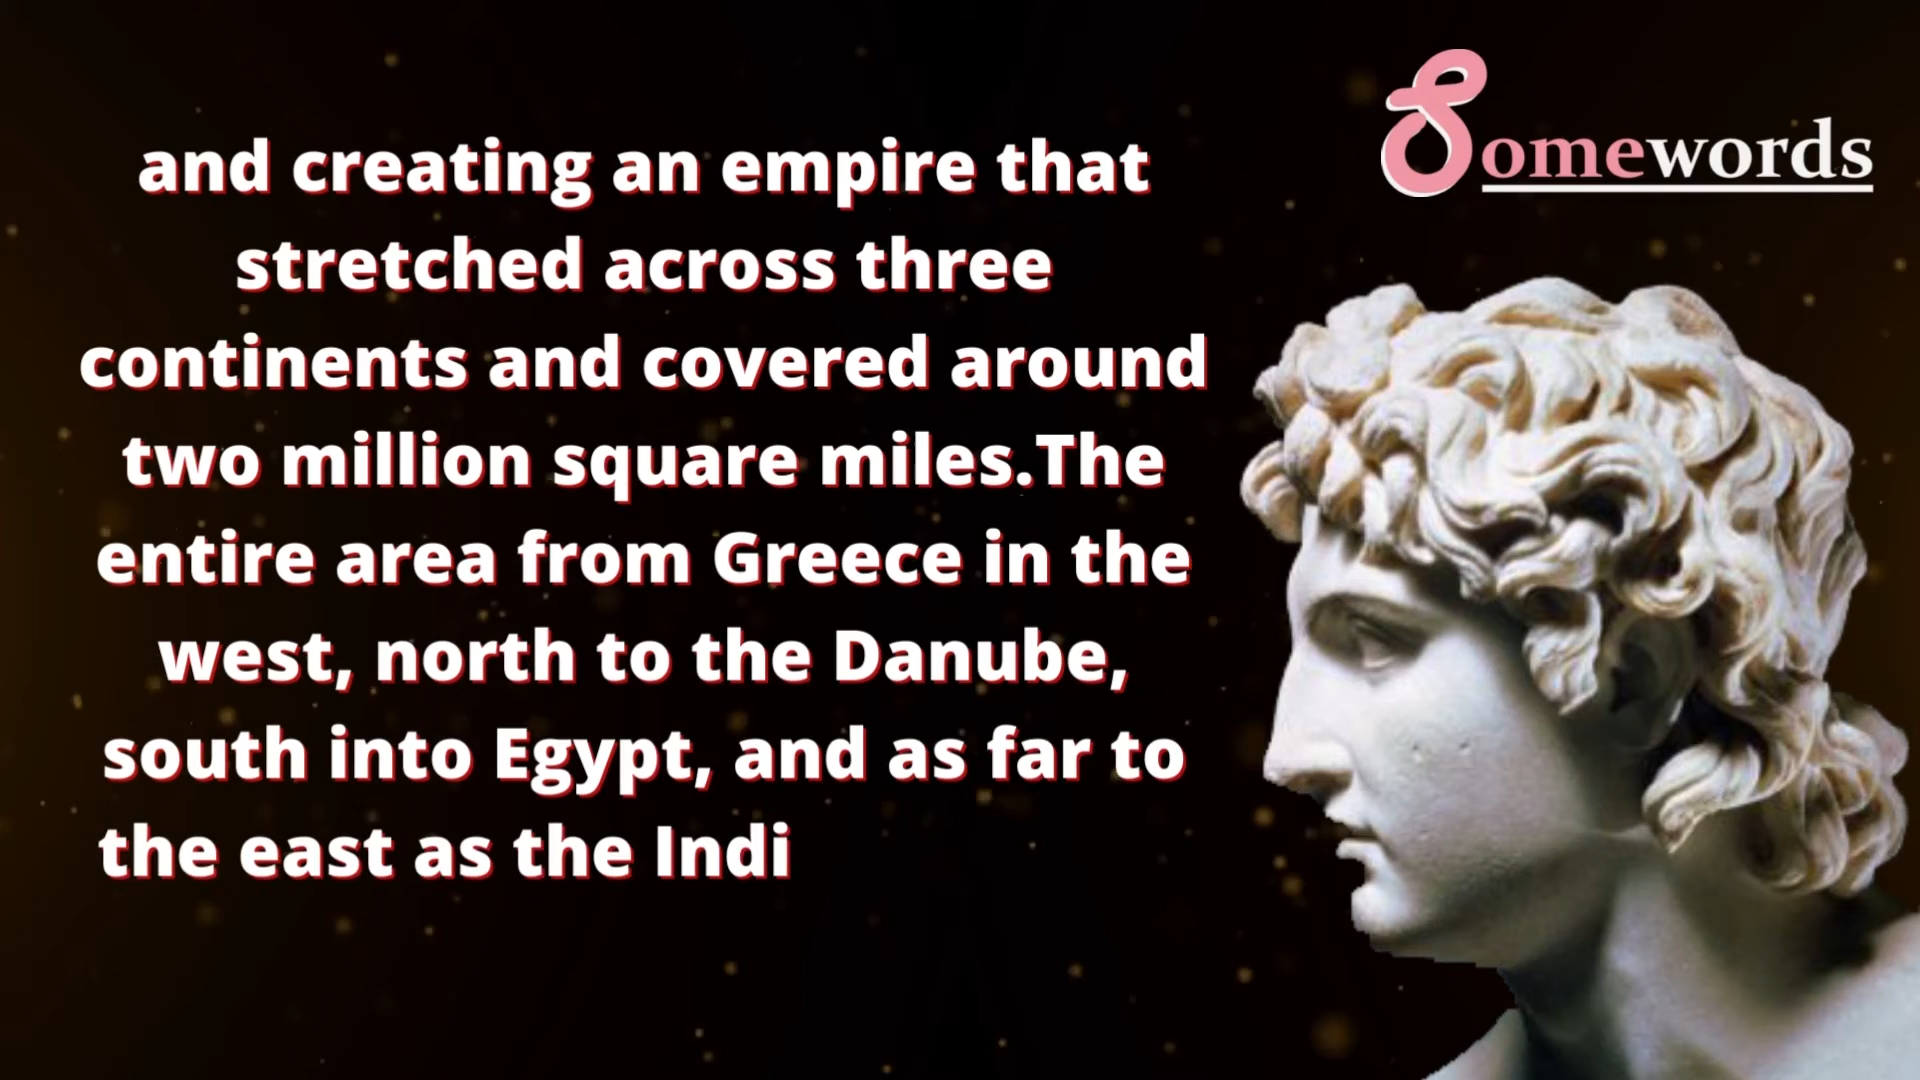 Somewords
and creating an empire that
stretched across three
continents and covered around
two million square miles.The
entire area from Greece in the
west, north to the Danube,
south into Egypt, and as far to
the east as the Indi